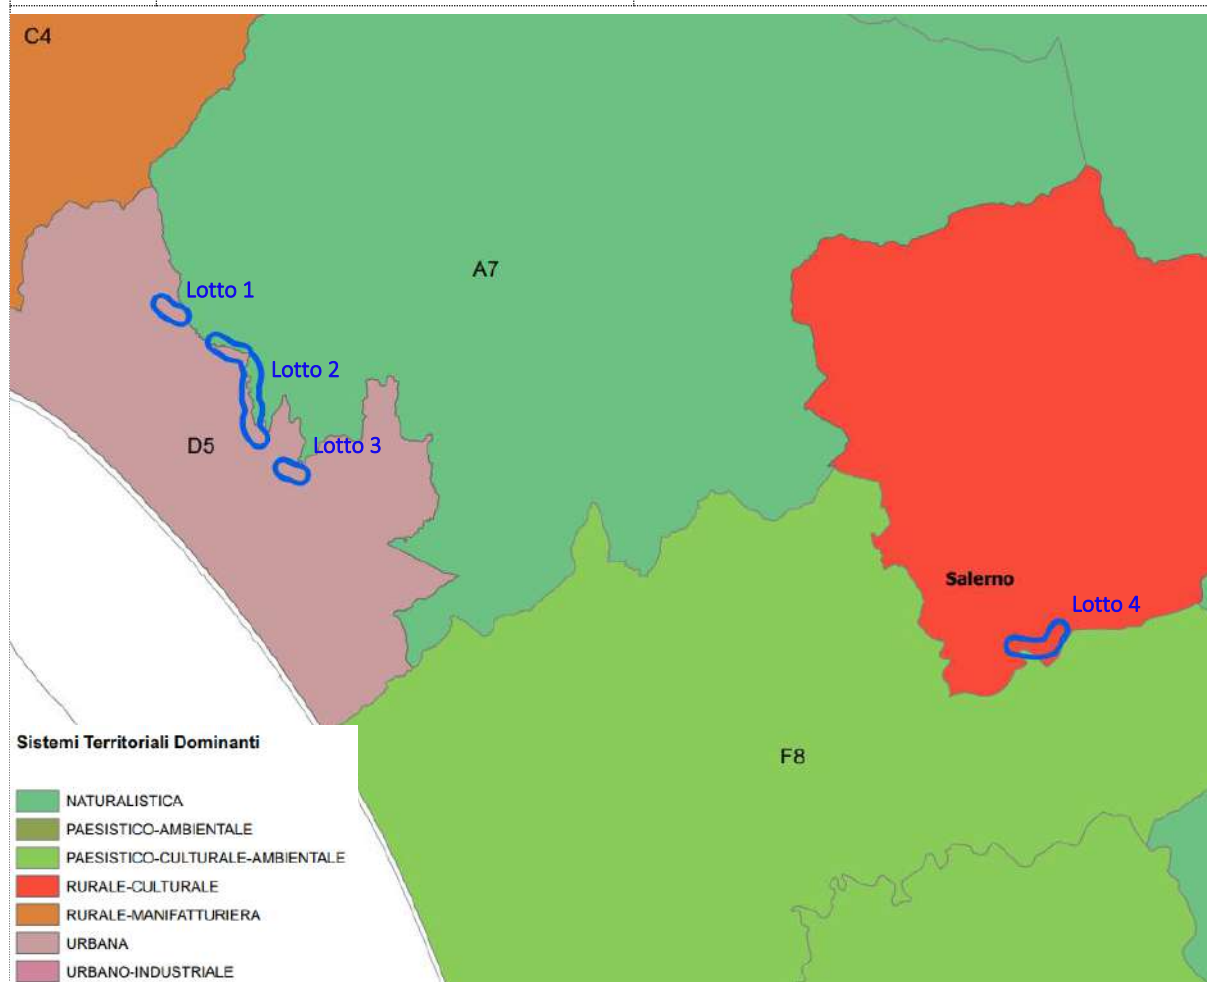 C4
A7
Lotto 1
Lotto 2
D5
Lotto 3
Salerno
Lotto 4
F8
Sistemi Territoriali Dominanti
NATURALISTICA
PAESISTICO-AMBIENTALE
PAESISTICO-CULTURALE-AMBIENTALE
RURALE-CULTURALE
RURALE-MANIFATTURIERA
URBANA
URBANO-INDUSTRIALE